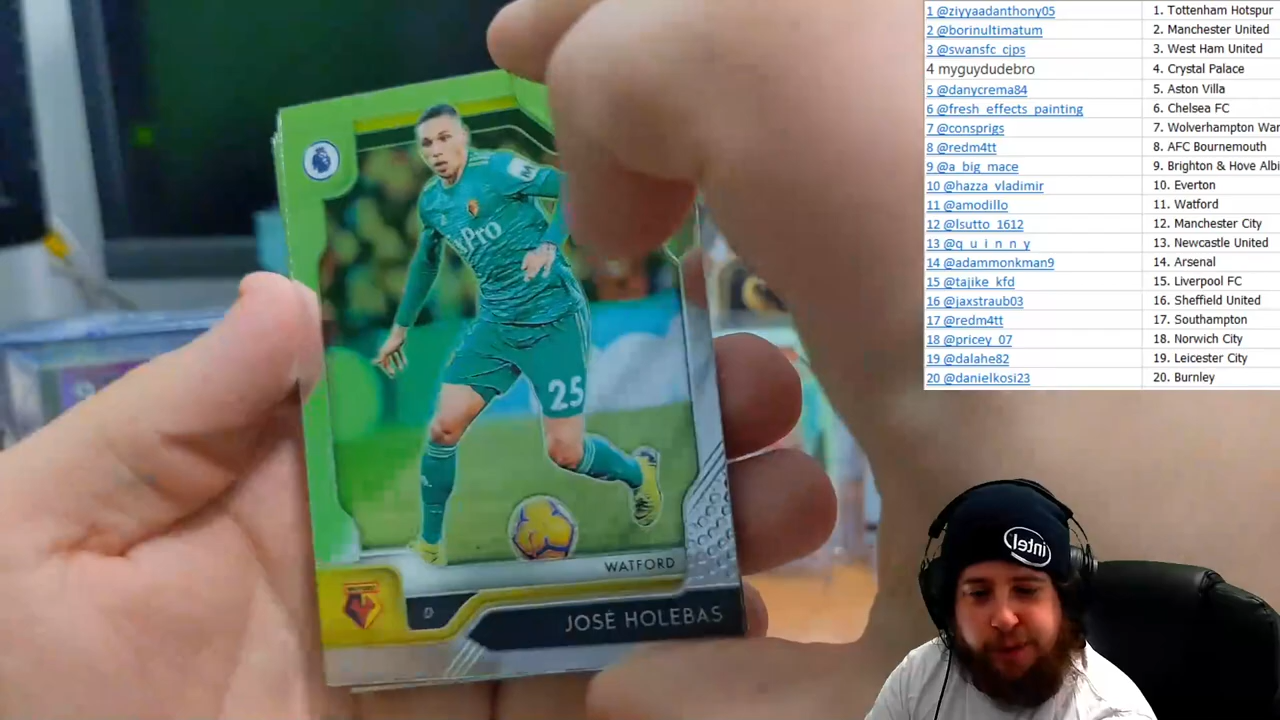 1 @ziyyaadanthony05 1. Tottenham Hotspur
2 @borinultimatum 2. Manchester United
3 @swansfc_cjps 3. West Ham United
4 myguydudebro 4. Crystal Palace
5 @danycrema84 5. Aston Villa
6 @fresh_effects_painting 6. Chelsea FC
7 @consprigs 7. Wolverhampton Wan
8 @redm4tt 8. AFC Bournemouth
9 @a_big_mace 9. Brighton & Hove Albi
10 @hazza_vladimir 10. Everton
11 @amodillo 11. Watford
12 @lsutto_1612 12. Manchester City
13 @q_u_i_n_n_y 13. Newcastle United
14 @adammonkman9 14. Arsenal
15 @tajike_kfd 15. Liverpool FC
16 @jaxstraub03 16. Sheffield United
17 @redm4tt 17. Southampton
18 @pricey_07 18. Norwich City
19 @dalahe82 19. Leicester City
20 @danielkosi23 20. Burnley
25
WATFORD
D
JOSÉ HOLEBAS
intel